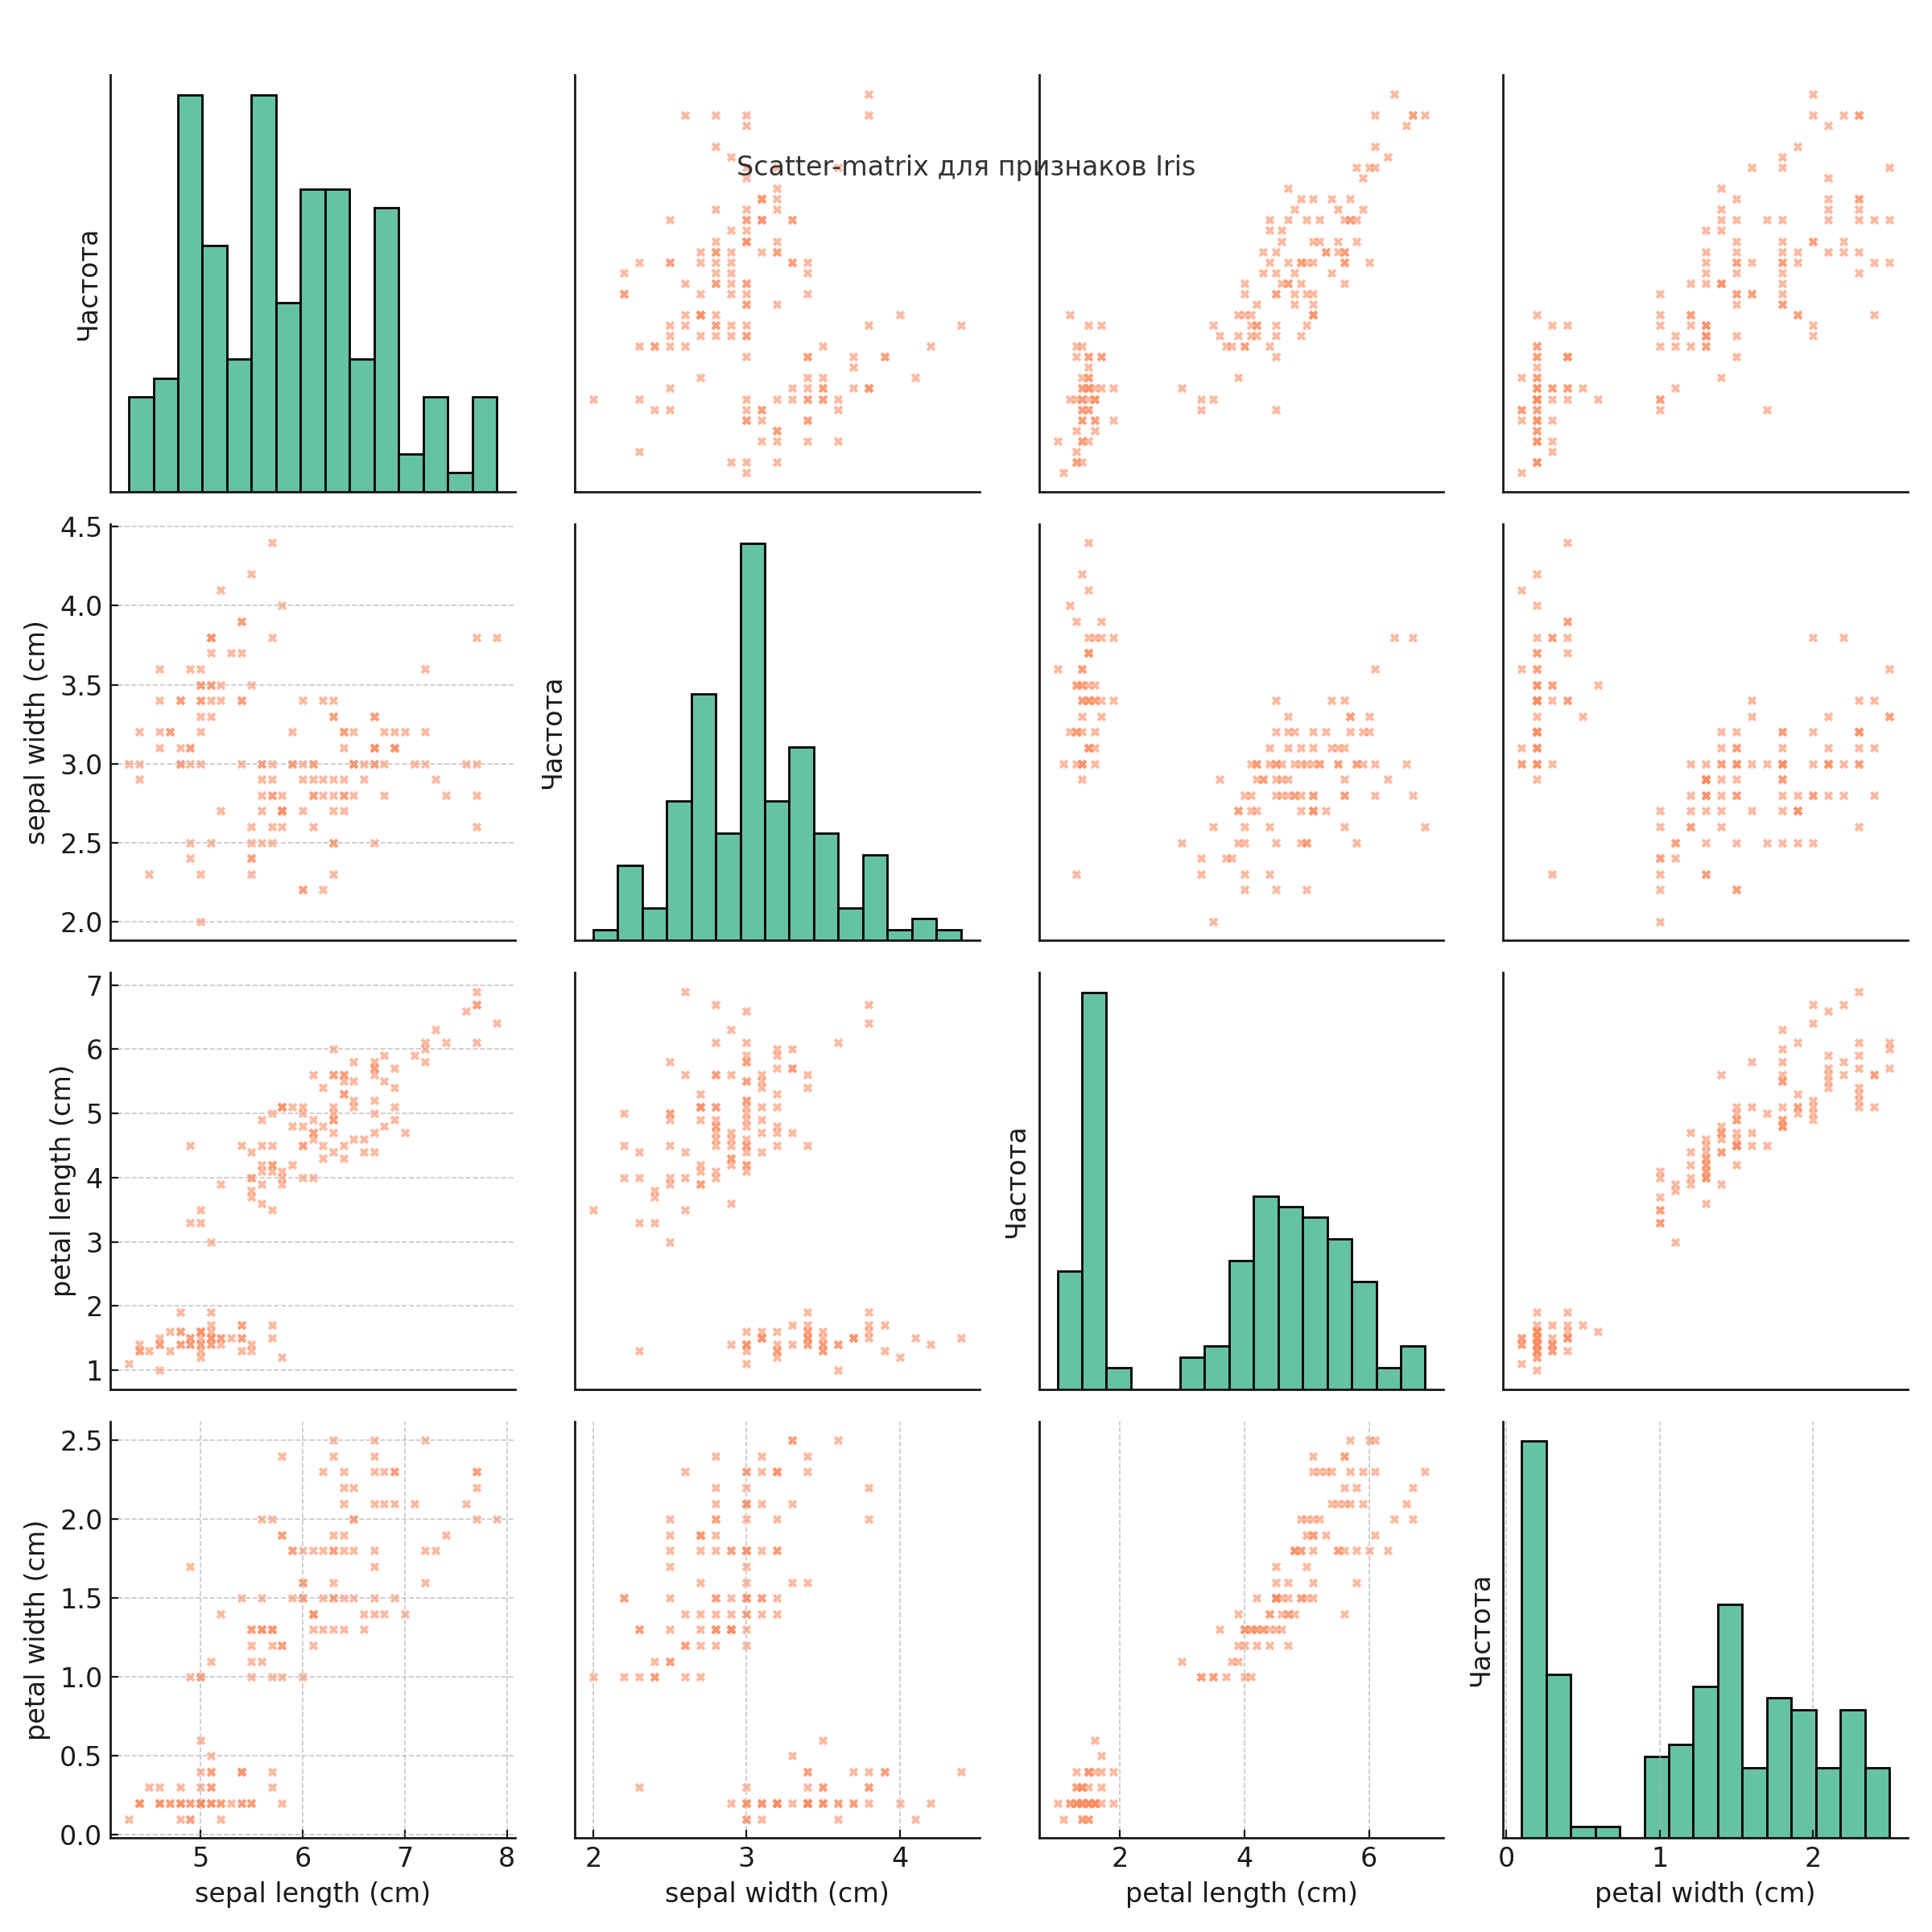 Scatter-matrix для признаков Iris
Частота
sepal width (cm)
4.5
4.0
3.5
3.0
2.5
2.0
Частота
petal length (cm)
7
6
5
4
3
2
1
Частота
petal width (cm)
2.5
2.0
1.5
1.0
0.5
0.0
Частота
5 6 7 8
2 3 4
2 4 6
0 1 2
sepal length (cm)
sepal width (cm)
petal length (cm)
petal width (cm)